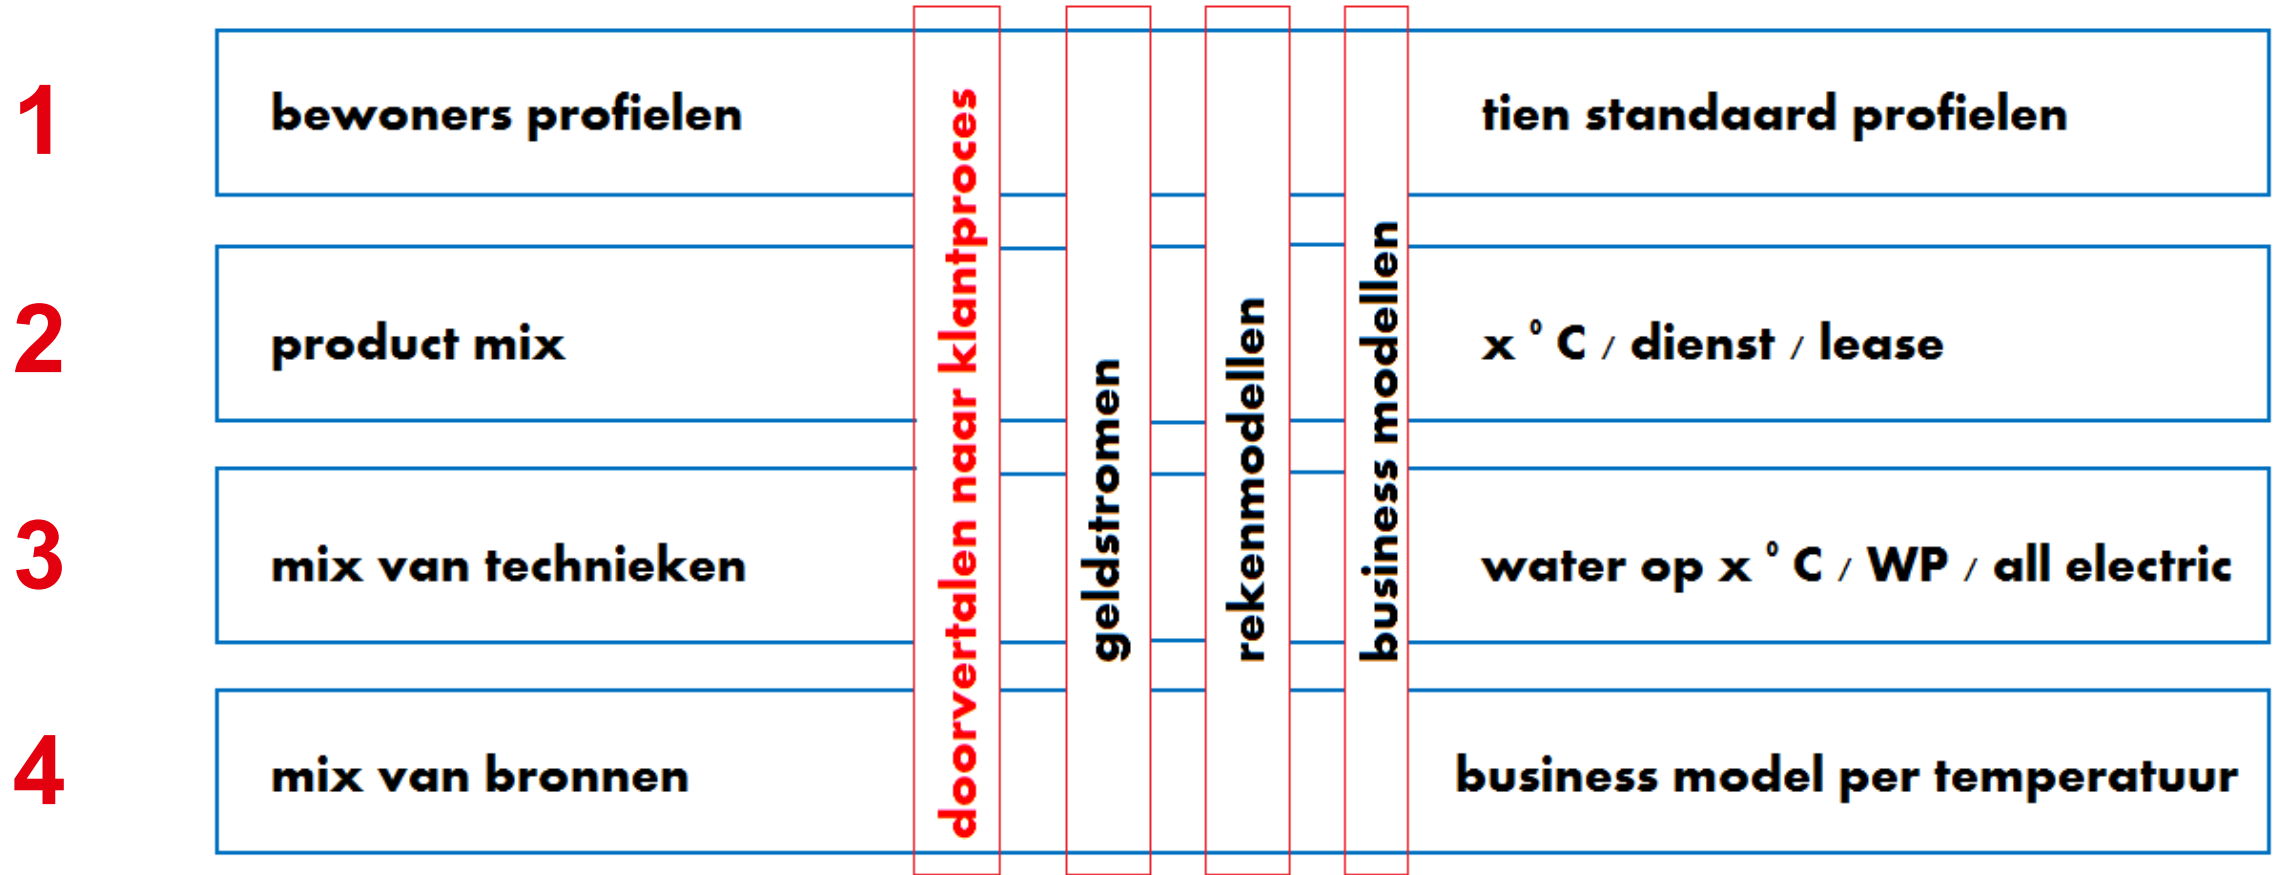 1
bewoners profielen
tien standaard profielen
2
product mix
x ° C / dienst / lease
3
mix van technieken
water op x ° C / WP / all electric
4
mix van bronnen
business model per temperatuur
doorvertalen naar klantproces
geldstromen
rekenmodellen
business modellen